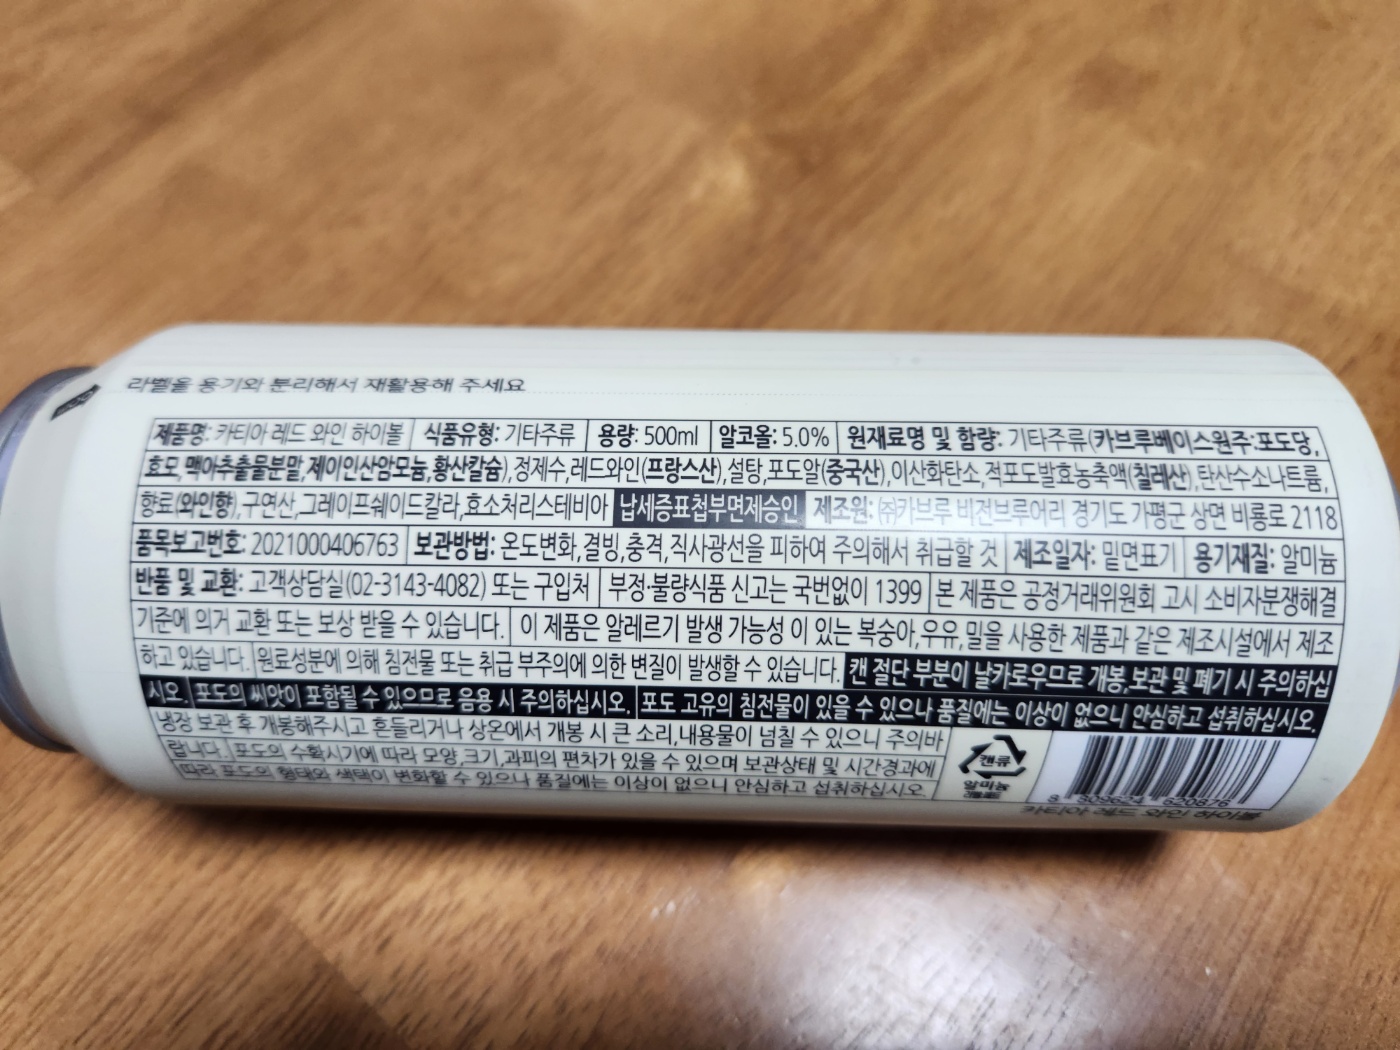 라벨을 용기와 분리해서 재활용해 주세요
제품명: 카티아 레드 와인 하이볼 식품유형: 기타주류 용량: 500ml 알코올: 5.0% 원재료명 및 함량: 기타주류(카브루베이스원주:포도당,
효모,맥아추출물분말,제이인산암모늄,황산칼슘),정제수,레드와인(프랑스산),설탕,포도알(중국산),이산화탄소,적포도발효농축액(칠레산),탄산수소나트륨,
향료(와인향),구연산,그레이프쉐이드칼라,효소처리스테비아 납세증표첩부면제승인 제조원: ㈜카브루 비전브루어리 경기도 가평군 상면 비룡로 2118
품목보고번호: 2021000406763 보관방법: 온도변화,결빙,충격,직사광선을 피하여 주의해서 취급할 것 제조일자: 밑면표기 용기재질: 알미늄
반품 및 교환: 고객상담실(02-3143-4082) 또는 구입처 부정·불량식품 신고는 국번없이 1399 본 제품은 공정거래위원회 고시 소비자분쟁해결
기준에 의거 교환 또는 보상 받을 수 있습니다. 이 제품은 알레르기 발생 가능성 이 있는 복숭아,우유,밀을 사용한 제품과 같은 제조시설에서 제조
하고 있습니다. 원료성분에 의해 침전물 또는 취급 부주의에 의한 변질이 발생할 수 있습니다. 캔 절단 부분이 날카로우므로 개봉,보관 및 폐기 시 주의하십
시오. 포도의 씨앗이 포함될 수 있으므로 음용 시 주의하십시오. 포도 고유의 침전물이 있을 수 있으나 품질에는 이상이 없으니 안심하고 섭취하십시오.
냉장 보관 후 개봉해주시고 흔들리거나 상온에서 개봉 시 큰 소리,내용물이 넘칠 수 있으니 주의바
랍니다. 포도의 수확시기에 따라 모양,크기,과피의 편차가 있을 수 있으며 보관상태 및 시간경과에
따라 포도의 형태와 색택이 변화할 수 있으나 품질에는 이상이 없으니 안심하고 섭취하십시오
캔류
알미늄
8 809624 620876
카티아 레드 와인 하이볼